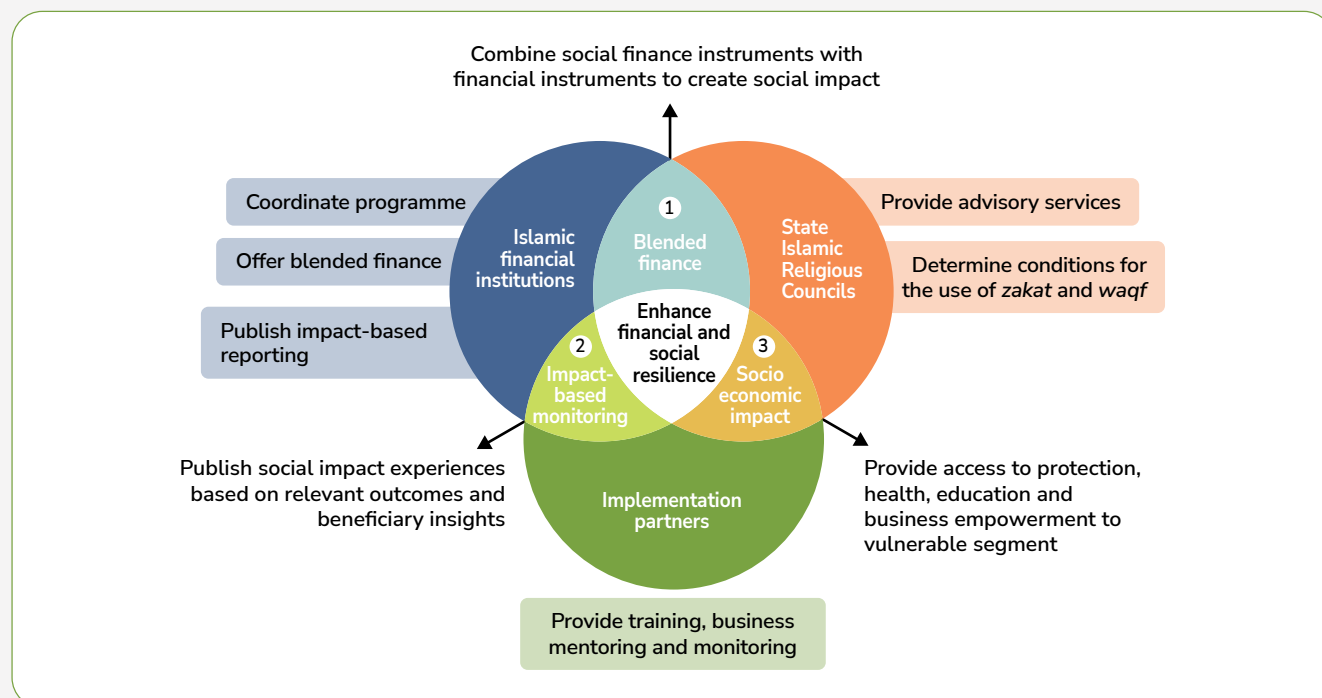 Combine social finance instruments with
financial instruments to create social impact
Coordinate programme
Offer blended finance
Publish impact-based
reporting
Islamic
financial
institutions
1
Blended
finance
State
Islamic
Religious
Councils
Provide advisory services
Determine conditions for
the use of zakat and waqf
Enhance
financial and
social
resilience
2
Impact-
based
monitoring
3
Socio
economic
impact
Publish social impact experiences
based on relevant outcomes and
beneficiary insights
Implementation
partners
Provide access to protection,
health, education and
business empowerment to
vulnerable segment
Provide training, business
mentoring and monitoring